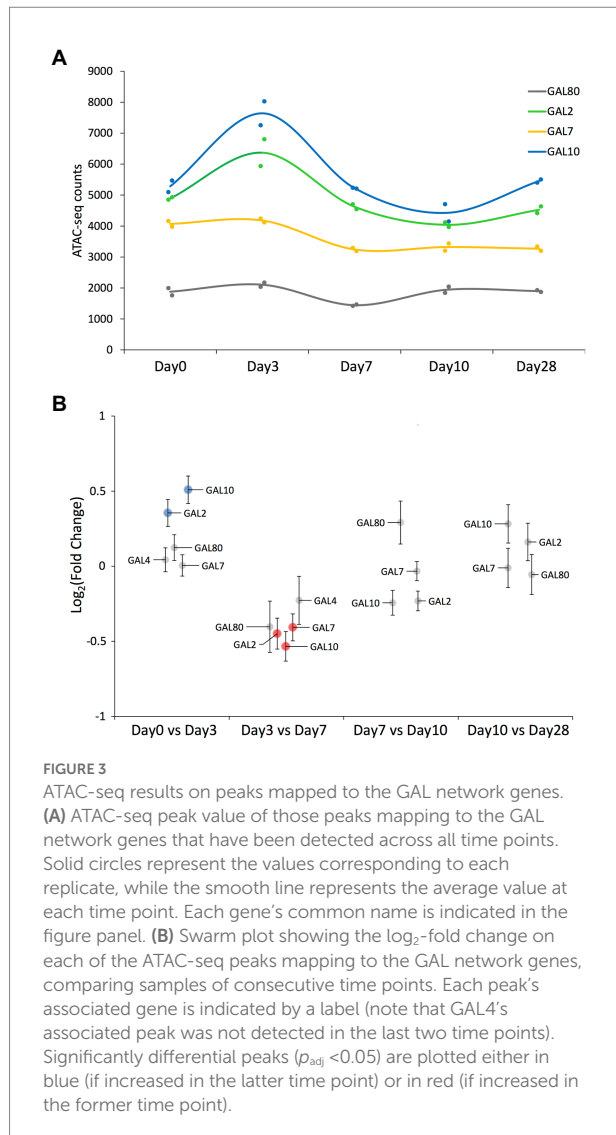 A
9000
8000
7000
6000
5000
4000
3000
2000
1000
0
ATAC-seq counts
GAL80
GAL2
GAL7
GAL10
Day0 Day3 Day7 Day10 Day28
B
1
0.5
0
-0.5
-1
Log₂(Fold Change)
GAL10
GAL2
GAL80
GAL4
GAL7
GAL4
GAL80
GAL7
GAL2
GAL10
GAL80
GAL7
GAL10
GAL2
GAL10
GAL2
GAL7
GAL80
Day0 vs Day3 Day3 vs Day7 Day7 vs Day10 Day10 vs Day28
FIGURE 3
ATAC-seq results on peaks mapped to the GAL network genes.
(A) ATAC-seq peak value of those peaks mapping to the GAL
network genes that have been detected across all time points.
Solid circles represent the values corresponding to each
replicate, while the smooth line represents the average value at
each time point. Each gene's common name is indicated in the
figure panel. (B) Swarm plot showing the log₂-fold change on
each of the ATAC-seq peaks mapping to the GAL network genes,
comparing samples of consecutive time points. Each peak's
associated gene is indicated by a label (note that GAL4's
associated peak was not detected in the last two time points).
Significantly differential peaks (p adj <0.05) are plotted either in
blue (if increased in the latter time point) or in red (if increased in
the former time point).